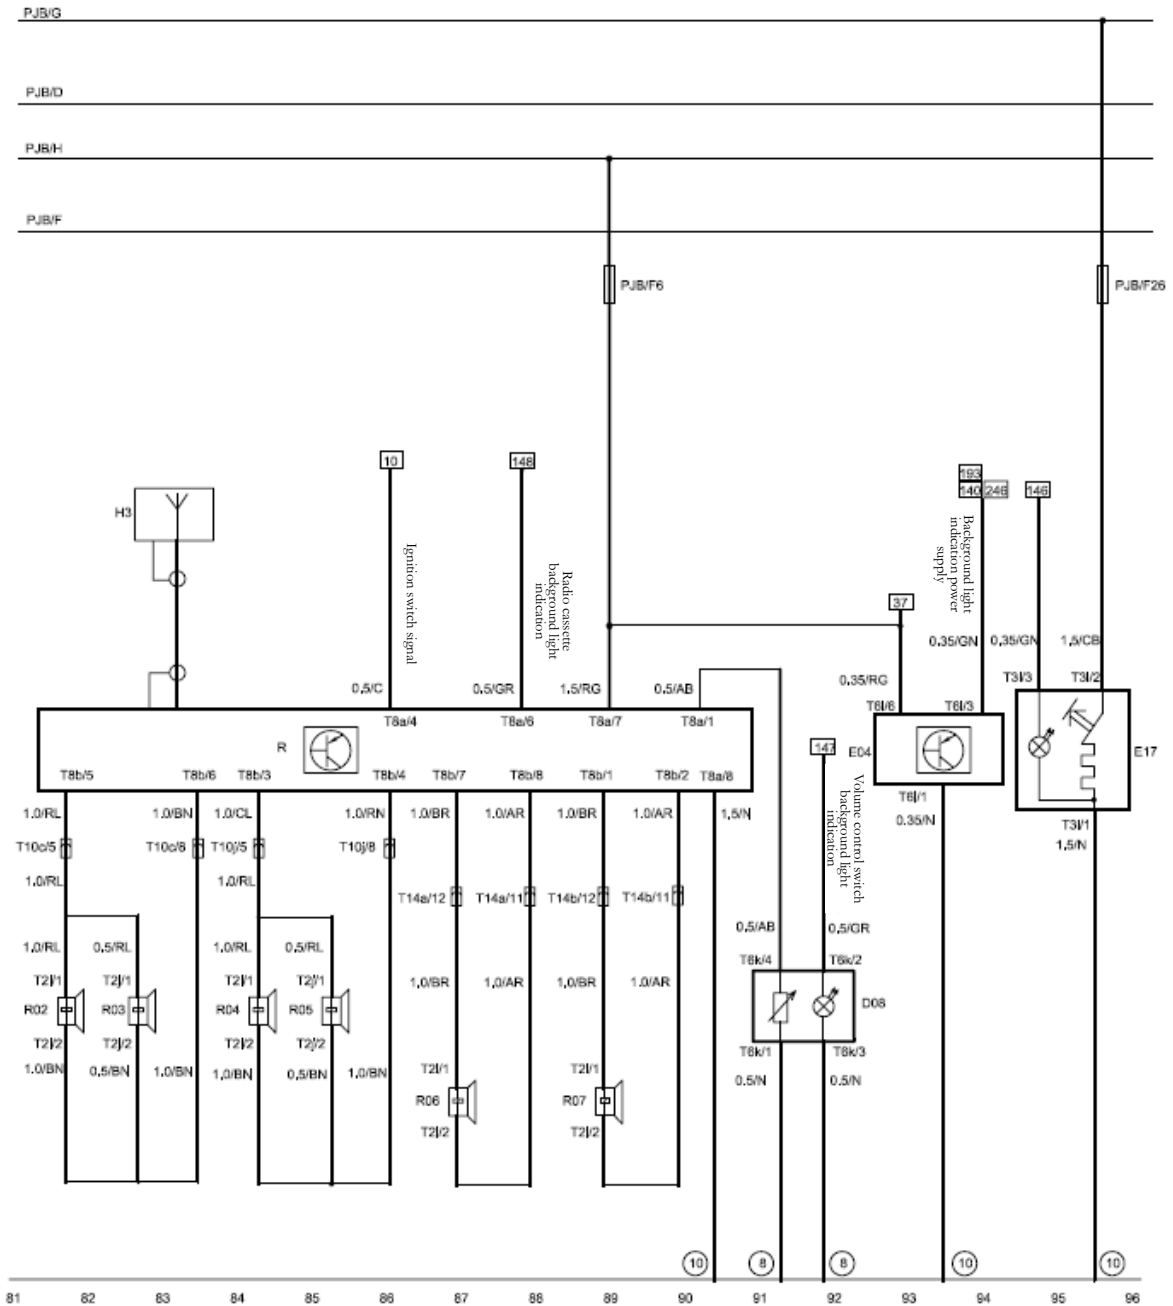 PJB/G
PJB/D
PJB/H
PJB/F
PJB/F6
PJB/F26
10
148
193
140 246
146
H3
Ignition switch signal
Radio cassette
background light
indication
Background light
indication power
supply
37
0.35/GN 0.35/GN 1.5/CB
0.5/C 0.5/GR 1.5/RG 0.5/AB 0.35/RG
T3l/3 T3l/2
T6l/6 T6l/3
T8a/4 T8a/6 T8a/7 T8a/1
R
147
E04
E17
T8b/5 T8b/6 T8b/3 T8b/4 T8b/7 T8b/8 T8b/1 T8b/2 T8a/8
Volume control switch
background light
indication
T6l/1
0.35/N
T3l/1
1.5/N
1.0/RL 1.0/BN 1.0/CL 1.0/RN 1.0/BR 1.0/AR 1.0/BR 1.0/AR 1.5/N
T10c/5 T10c/6 T10j/5 T10j/8
1.0/RL 1.0/RL
T14a/12 T14a/11 T14b/12 T14b/11
0.5/AB 0.5/GR
1.0/RL 0.5/RL 1.0/RL 0.5/RL
T6k/4 T6k/2
T2j/1 T2j/1 T2j/1 T2j/1
1.0/BR 1.0/AR 1.0/BR 1.0/AR
R02 R03 R04 R05
D08
T2j/2 T2j/2 T2j/2 T2j/2
T6k/1 T6k/3
1.0/BN 0.5/BN 1.0/BN 1.0/BN 0.5/BN 1.0/BN
T2l/1 T2l/1
0.5/N 0.5/N
R06 R07
T2l/2 T2l/2
10 8 8 10 10
81 82 83 84 85 86 87 88 89 90 91 92 93 94 95 96